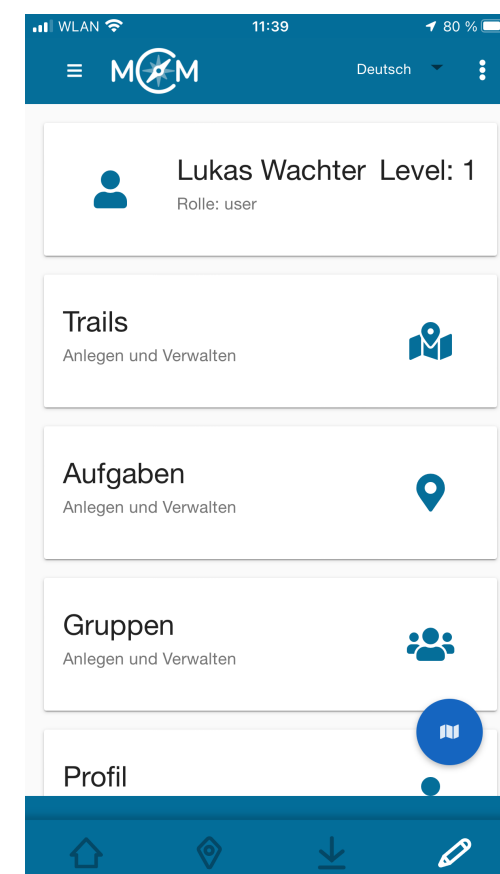 WLAN 11:39 80 %
MCM Deutsch
Lukas Wachter Level: 1
Rolle: user
Trails
Anlegen und Verwalten
Aufgaben
Anlegen und Verwalten
Gruppen
Anlegen und Verwalten
Profil